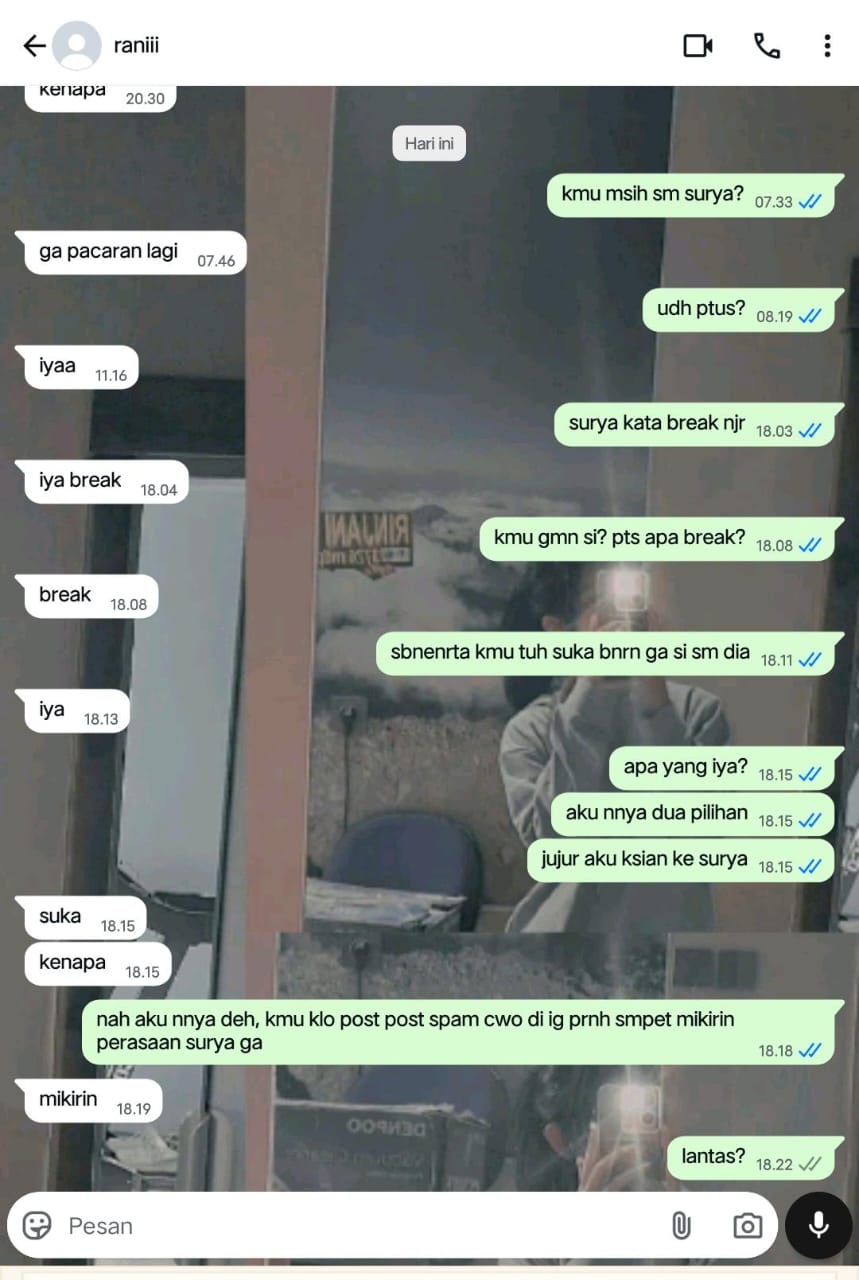 raniii
kenapa 20.30
Hari ini
kmu msih sm surya? 07.33
ga pacaran lagi 07.46
udh ptus? 08.19
iyaa 11.16
surya kata break njr 18.03
iya break 18.04
kmu gmn si? pts apa break? 18.08
break 18.08
sbnenrta kmu tuh suka bnrn ga si sm dia 18.11
iya 18.13
apa yang iya? 18.15
aku nnya dua pilihan 18.15
jujur aku ksian ke surya 18.15
suka 18.15
kenapa 18.15
nah aku nnya deh, kmu klo post post spam cwo di ig prnh smpet mikirin
perasaan surya ga 18.18
mikirin 18.19
lantas? 18.22
Pesan
RINJANI
DENPOO